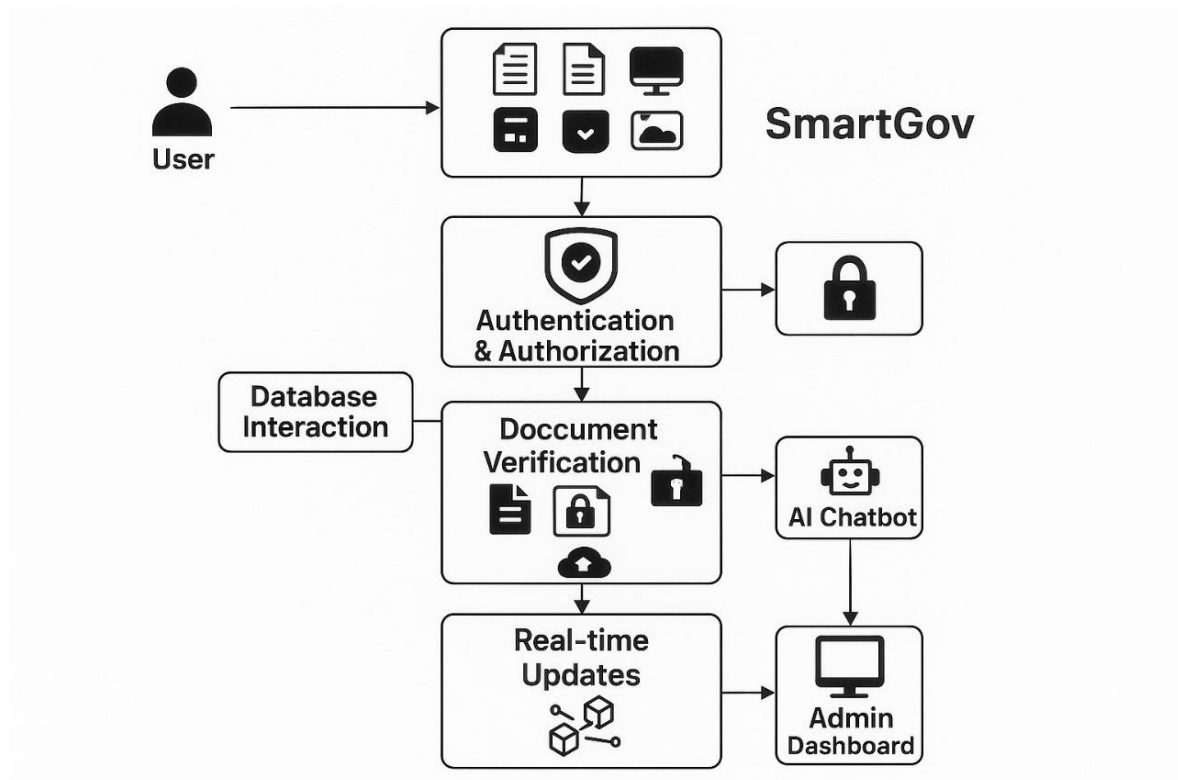 SmartGov
User
Authentication
& Authorization
Database
Interaction
Doccument
Verification
AI Chatbot
Real-time
Updates
Admin
Dashboard